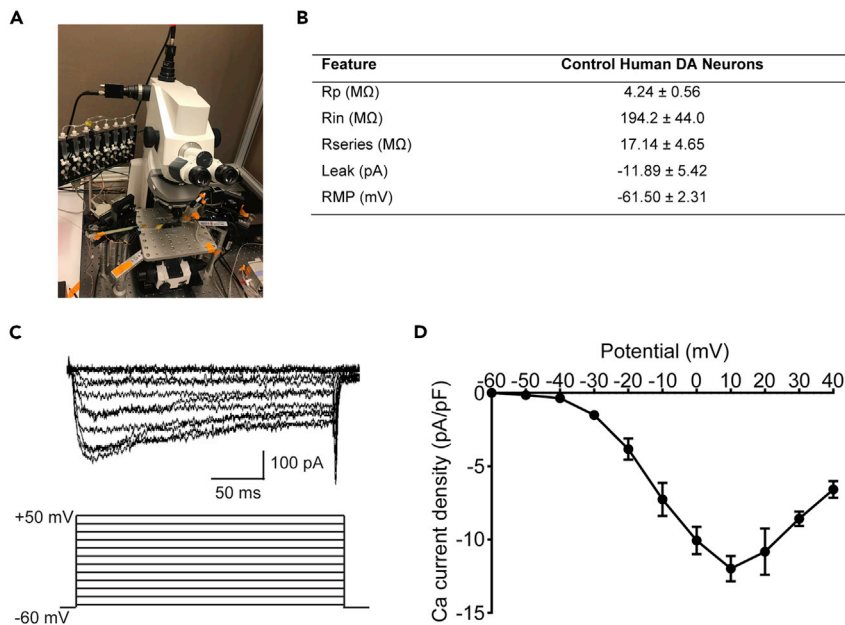 A
B
Feature Control Human DA Neurons
Rp (MΩ) 4.24 ± 0.56
Rin (MΩ) 194.2 ± 44.0
Rseries (MΩ) 17.14 ± 4.65
Leak (pA) -11.89 ± 5.42
RMP (mV) -61.50 ± 2.31
C
100 pA
50 ms
+50 mV
-60 mV
D
Potential (mV)
-60 -50 -40 -30 -20 -10 0 10 20 30 40
Ca current density (pA/pF)
0
-5
-10
-15